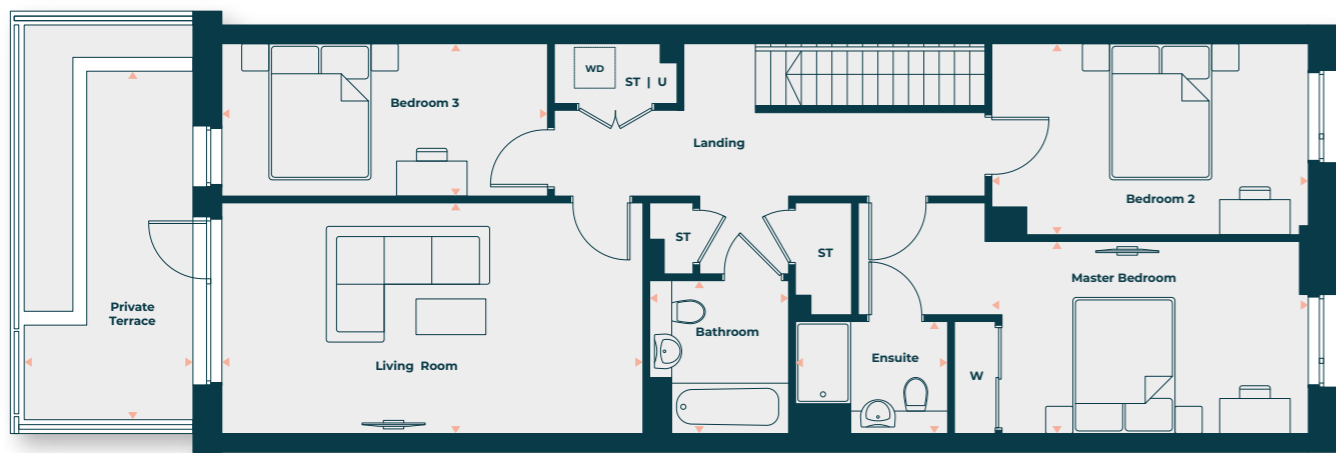 WD
ST | U
Bedroom 3
Landing
Bedroom 2
ST
ST
Master Bedroom
Private
Terrace
Bathroom
Living Room
Ensuite
W